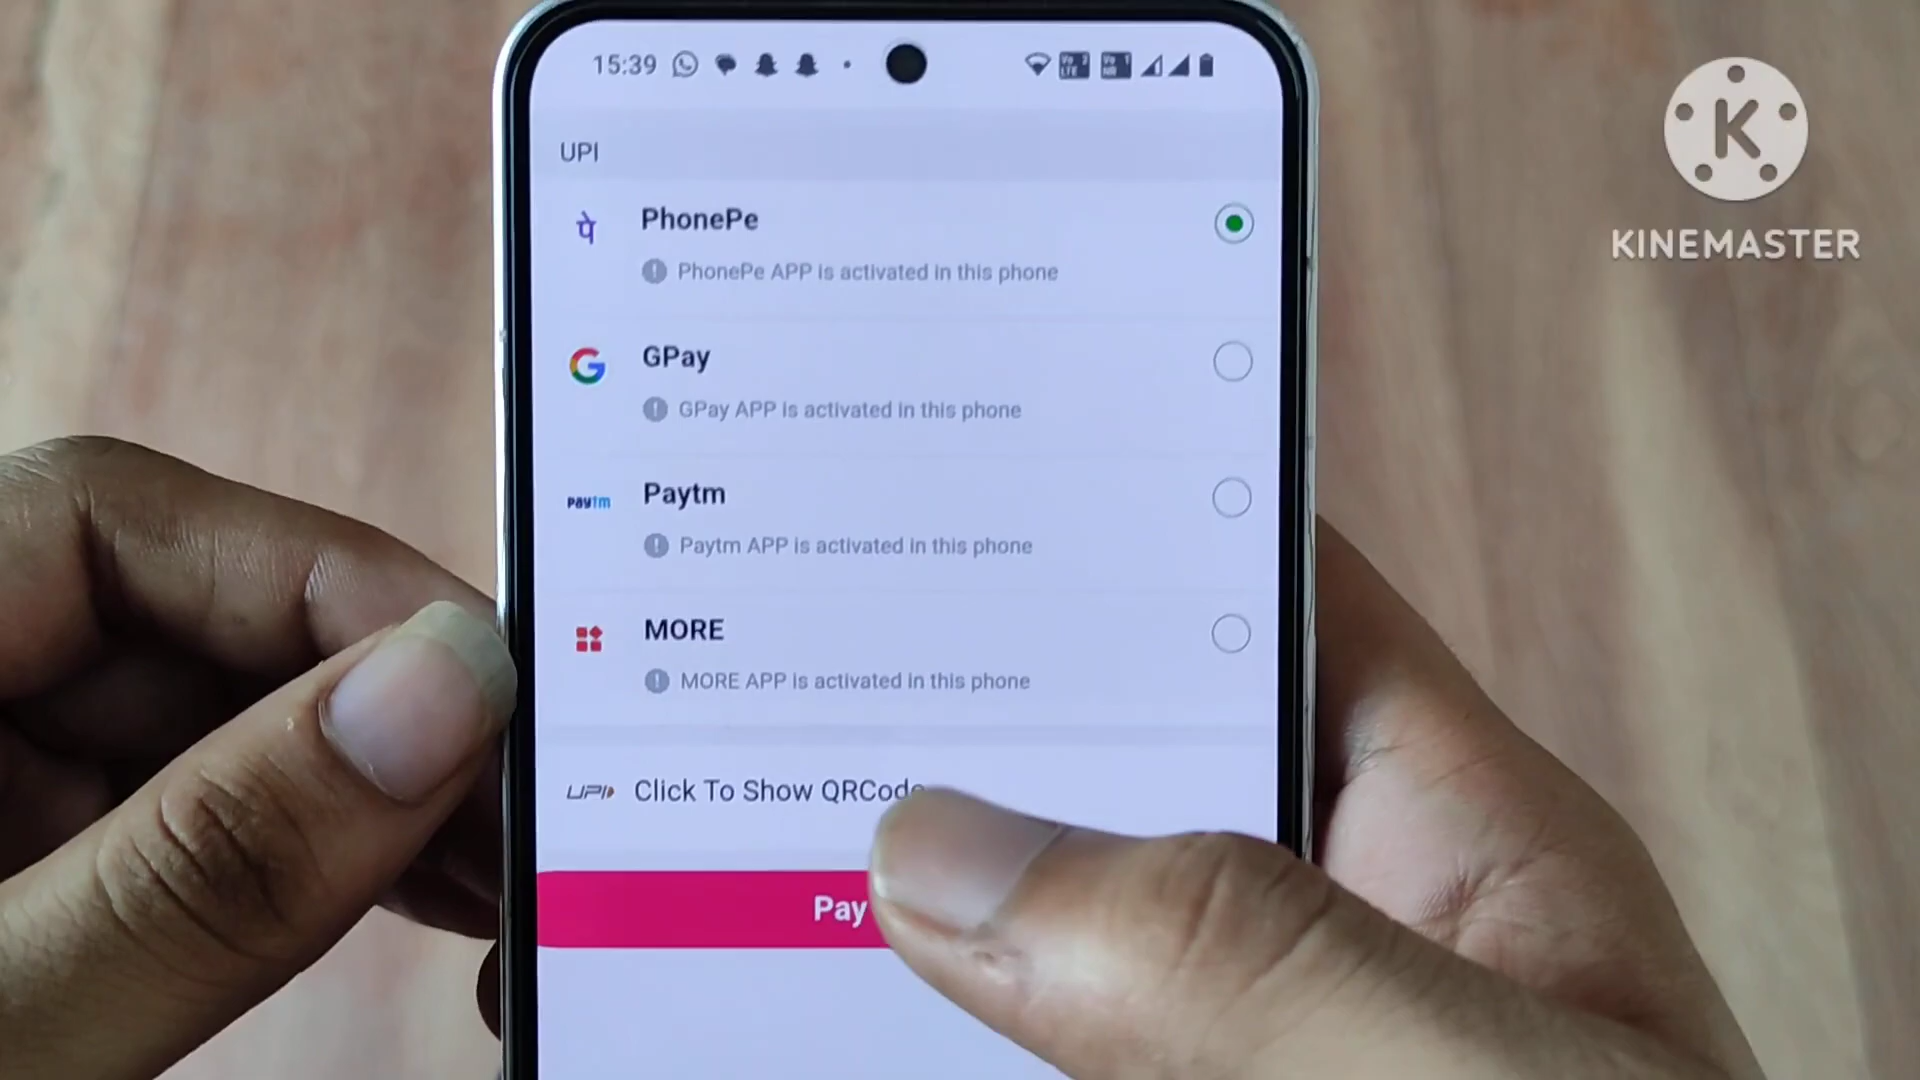 15:39
UPI
पे
PhonePe
PhonePe APP is activated in this phone
G
GPay
GPay APP is activated in this phone
Paytm
Paytm
Paytm APP is activated in this phone
MORE
MORE APP is activated in this phone
UPI
Click To Show QRCode
Pay
K
KINEMASTER